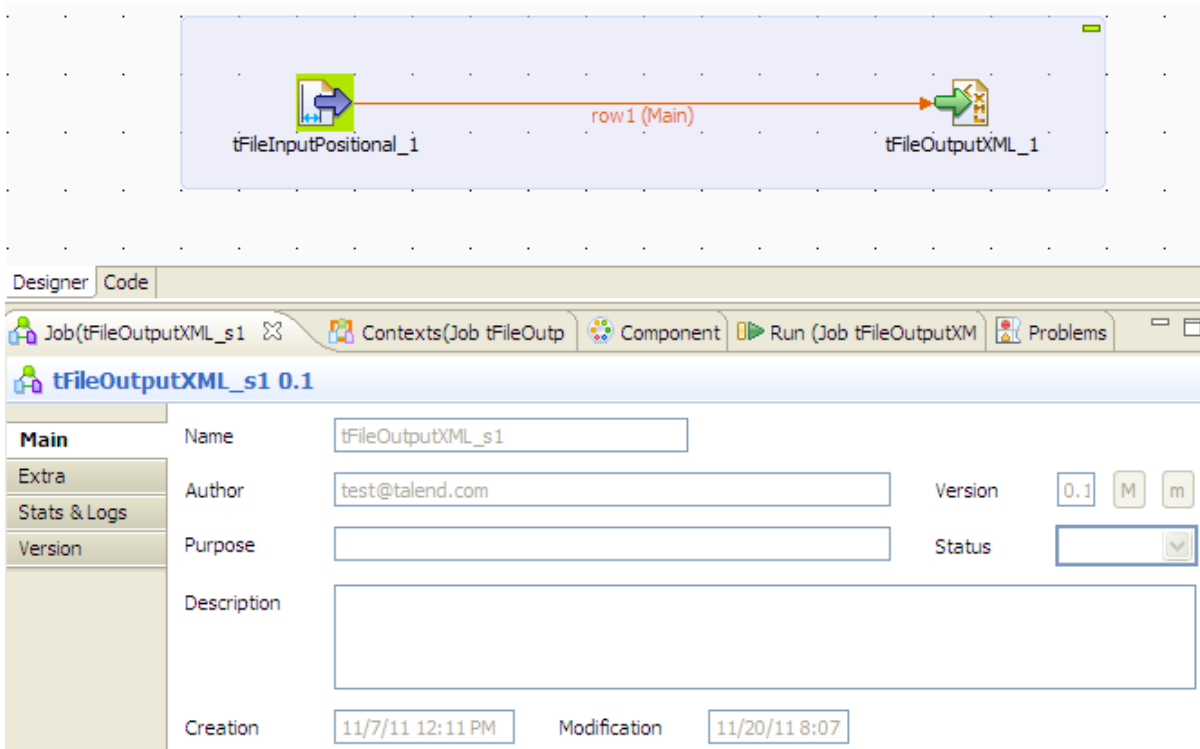 row1 (Main)
tFileInputPositional_1
tFileOutputXML_1
Designer Code
Job(tFileOutputXML_s1 Contexts(Job tFileOutp Component Run (Job tFileOutputXM Problems
tFileOutputXML_s1 0.1
Main
Extra
Stats & Logs
Version
Name tFileOutputXML_s1
Author test@talend.com Version 0.1 M m
Purpose Status
Description
Creation 11/7/11 12:11 PM Modification 11/20/11 8:07